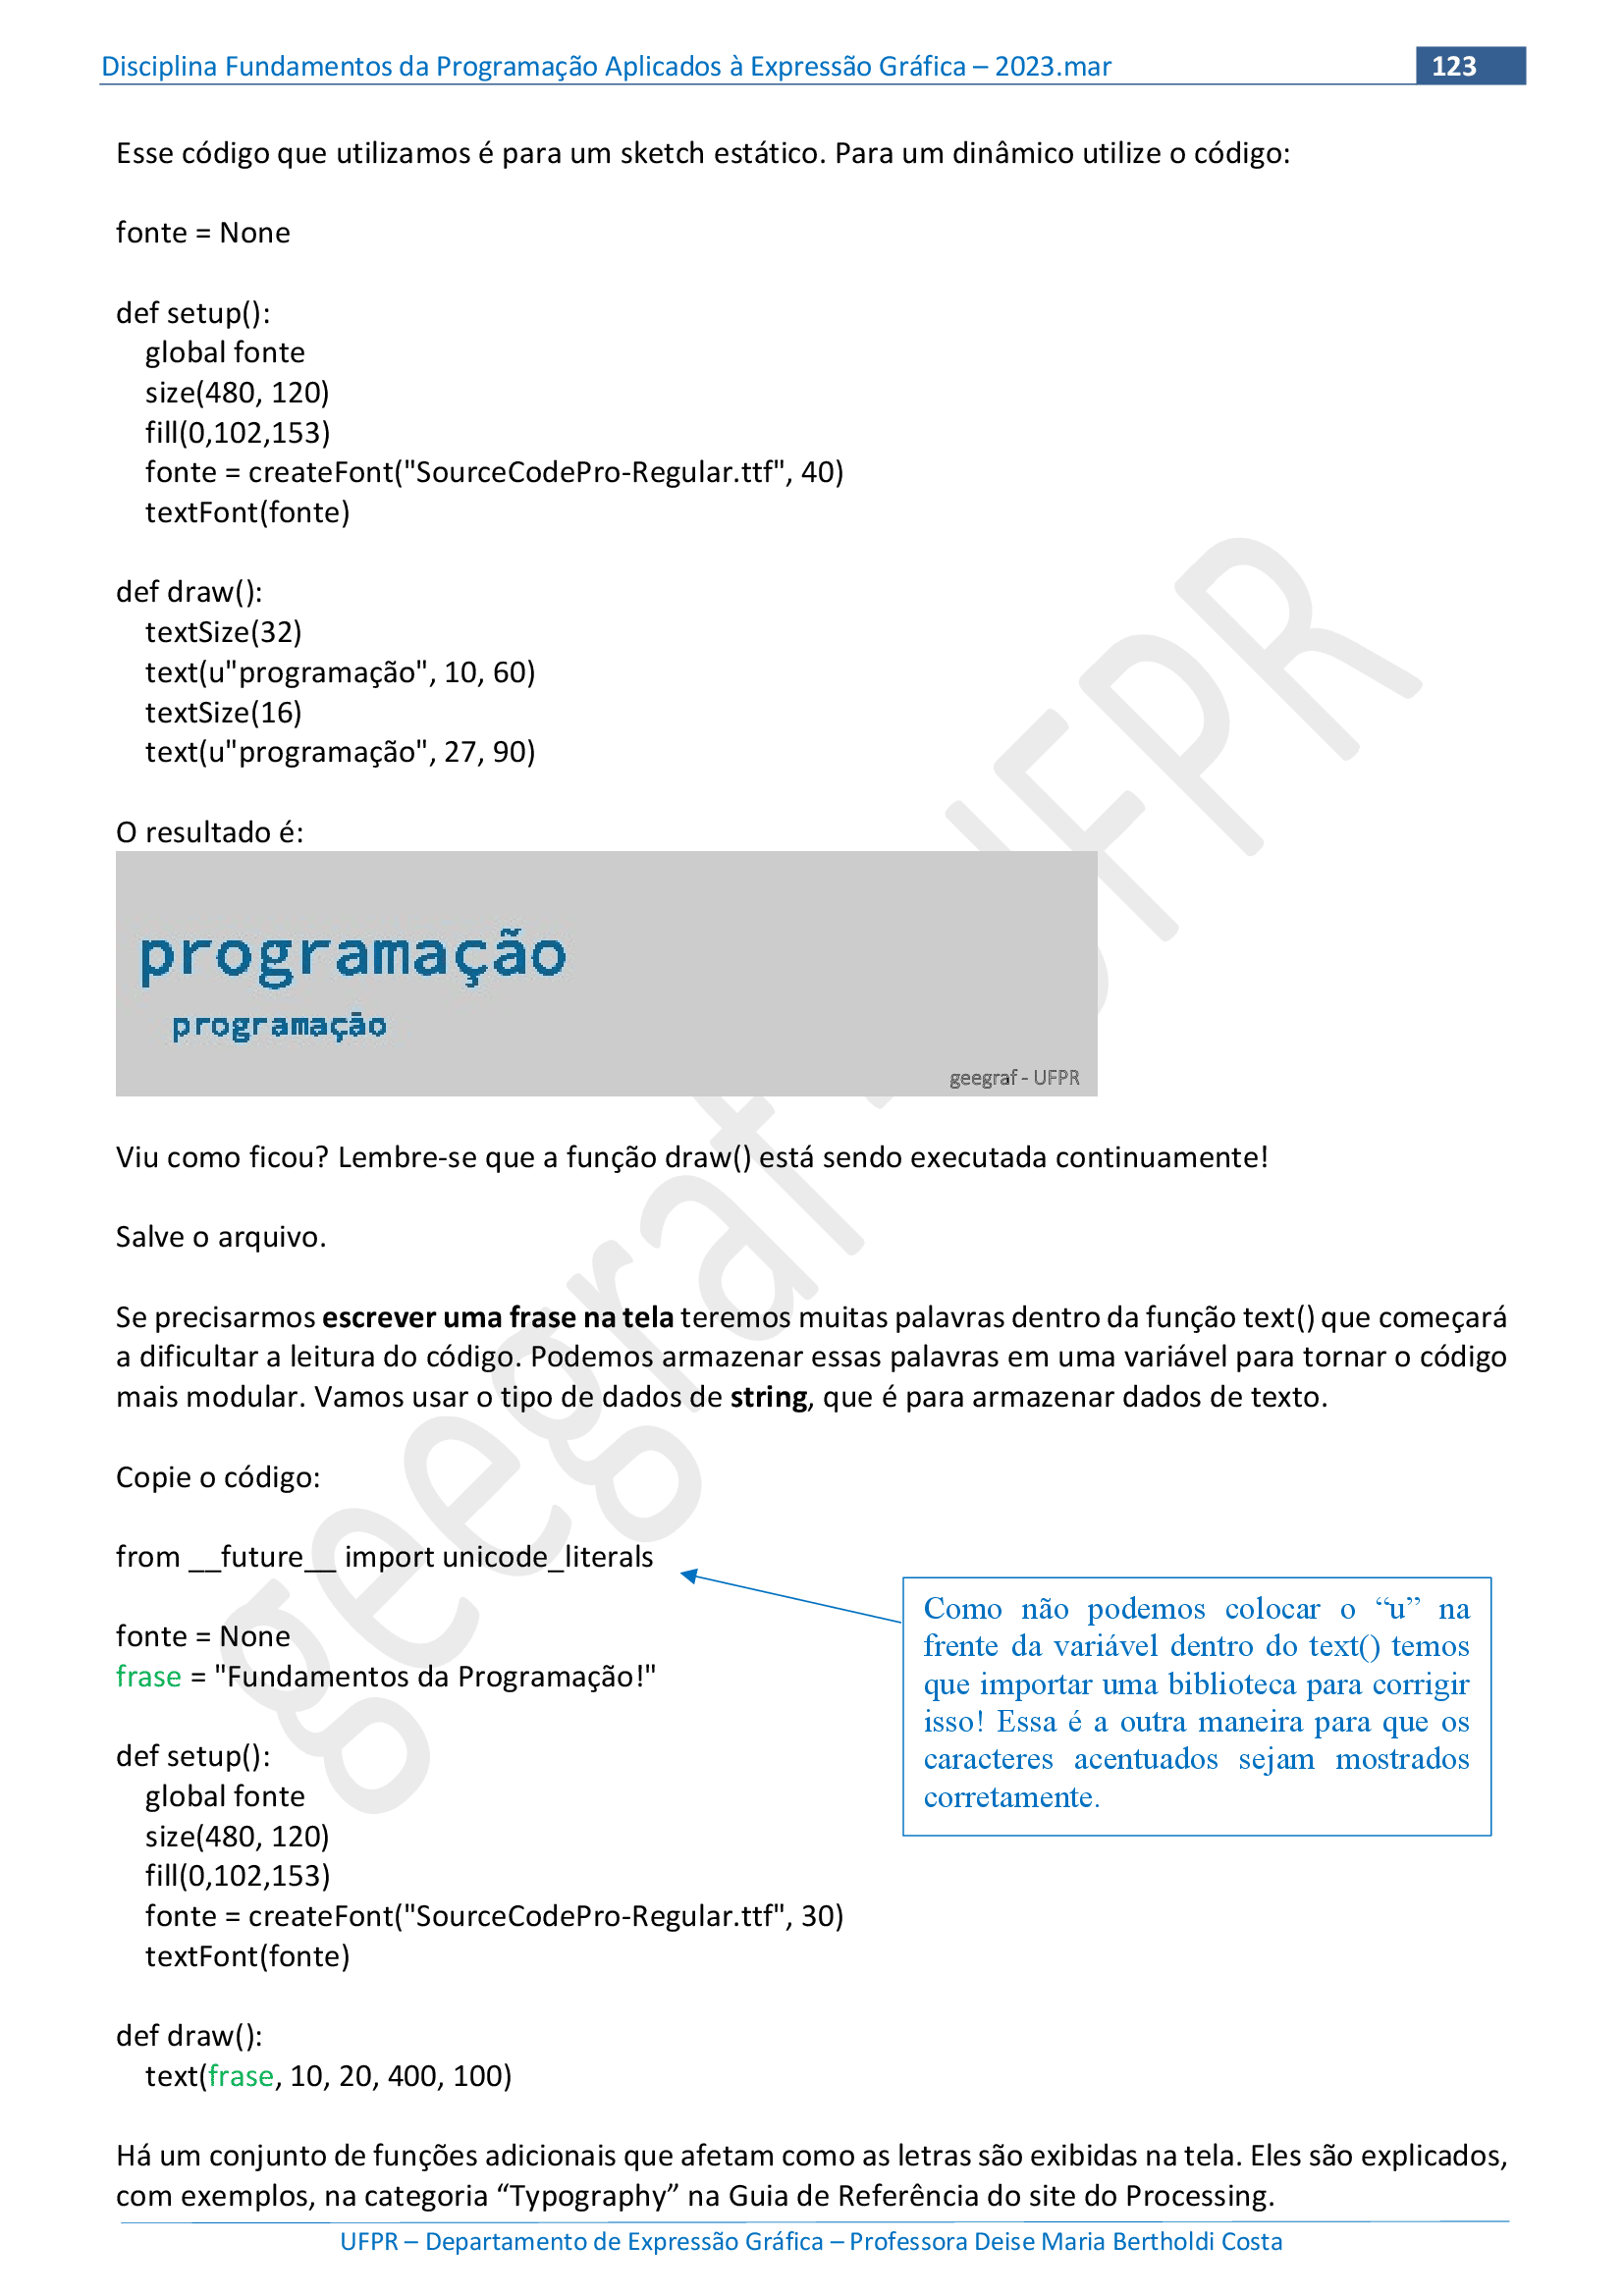 Disciplina Fundamentos da Programação Aplicados à Expressão Gráfica – 2023.mar 123
Esse código que utilizamos é para um sketch estático. Para um dinâmico utilize o código:
fonte = None
def setup():
global fonte
size(480, 120)
fill(0,102,153)
fonte = createFont("SourceCodePro-Regular.ttf", 40)
textFont(fonte)
def draw():
textSize(32)
text(u"programação", 10, 60)
textSize(16)
text(u"programação", 27, 90)
O resultado é:
programação
programação
geegraf - UFPR
Viu como ficou? Lembre-se que a função draw() está sendo executada continuamente!
Salve o arquivo.
Se precisarmos escrever uma frase na tela teremos muitas palavras dentro da função text() que começará
a dificultar a leitura do código. Podemos armazenar essas palavras em uma variável para tornar o código
mais modular. Vamos usar o tipo de dados de string, que é para armazenar dados de texto.
Copie o código:
from __future__ import unicode_literals
fonte = None
frase = "Fundamentos da Programação!"
def setup():
global fonte
size(480, 120)
fill(0,102,153)
fonte = createFont("SourceCodePro-Regular.ttf", 30)
textFont(fonte)
def draw():
text(frase, 10, 20, 400, 100)
Como não podemos colocar o “u” na
frente da variável dentro do text() temos
que importar uma biblioteca para corrigir
isso! Essa é a outra maneira para que os
caracteres acentuados sejam mostrados
corretamente.
Há um conjunto de funções adicionais que afetam como as letras são exibidas na tela. Eles são explicados,
com exemplos, na categoria “Typography” na Guia de Referência do site do Processing.
UFPR – Departamento de Expressão Gráfica – Professora Deise Maria Bertholdi Costa
geegraf - UFPR